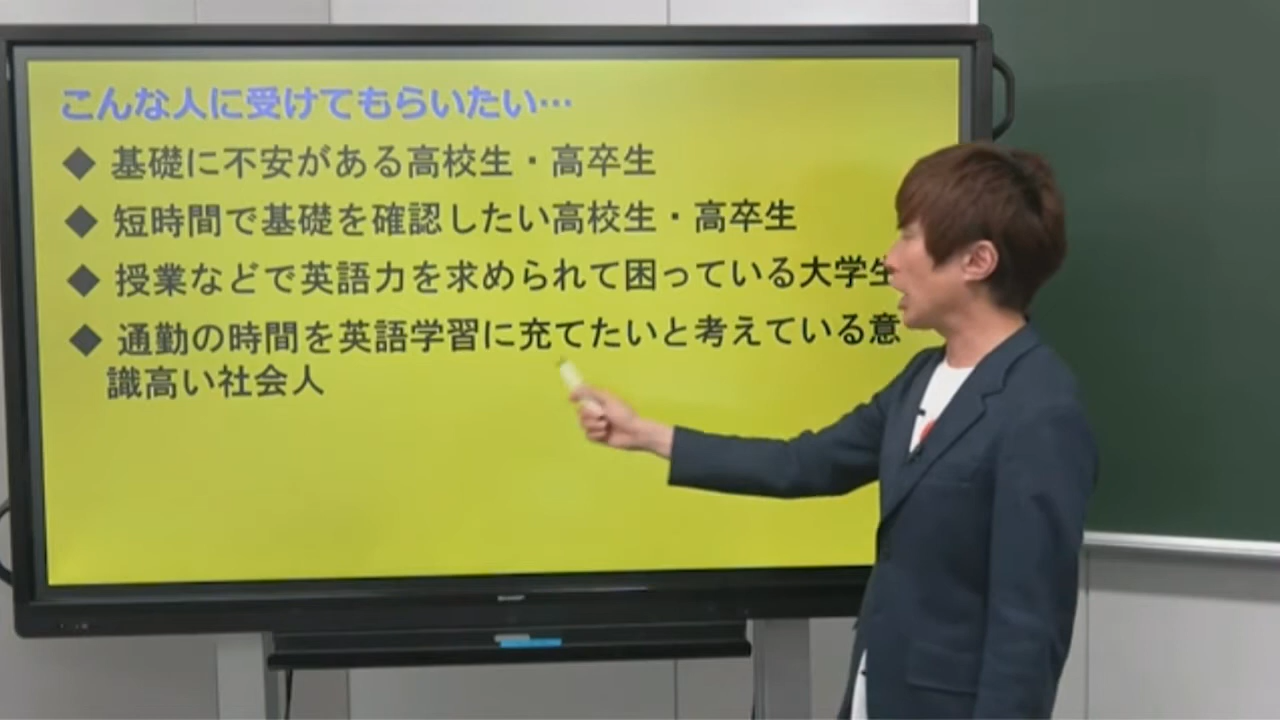 こんな人に受けてもらいたい…
◆ 基礎に不安がある高校生・高卒生
◆ 短時間で基礎を確認したい高校生・高卒生
◆ 授業などで英語力を求められて困っている大学生
◆ 通勤の時間を英語学習に充てたいと考えている意
識高い社会人
SHARP